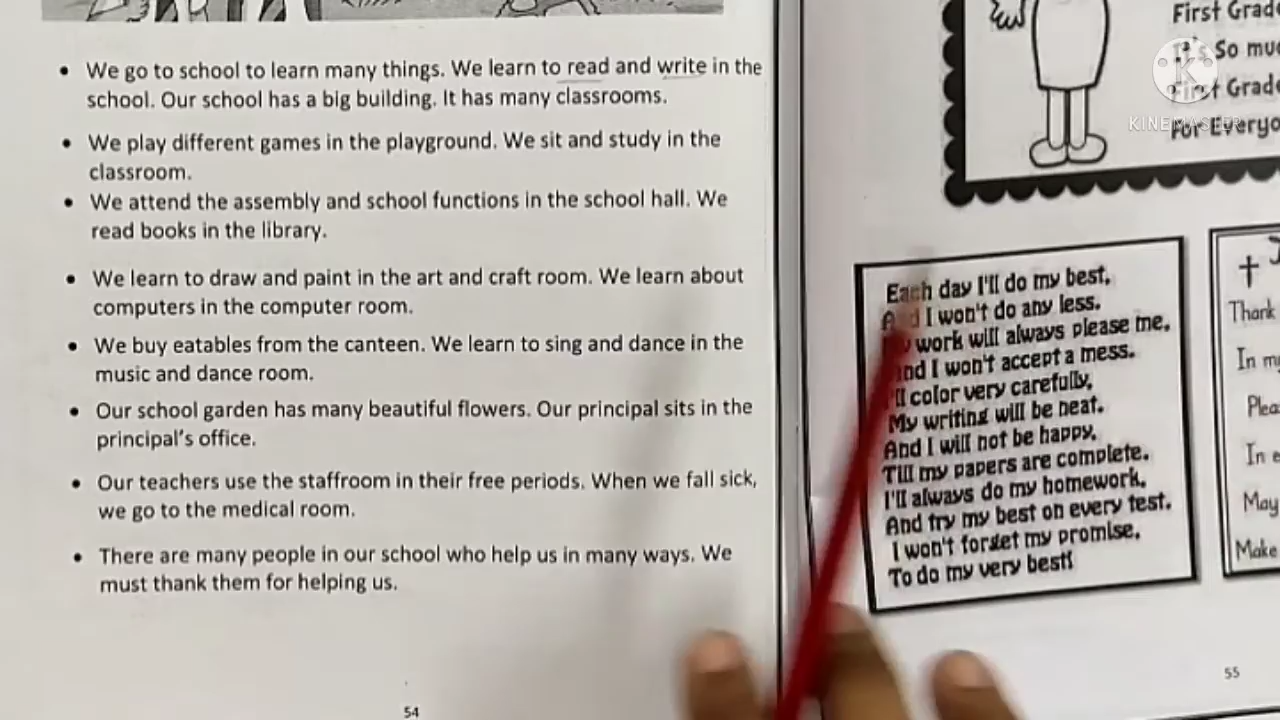 • We go to school to learn many things. We learn to read and write in the
school. Our school has a big building. It has many classrooms.
• We play different games in the playground. We sit and study in the
classroom.
• We attend the assembly and school functions in the school hall. We
read books in the library.
• We learn to draw and paint in the art and craft room. We learn about
computers in the computer room.
• We buy eatables from the canteen. We learn to sing and dance in the
music and dance room.
• Our school garden has many beautiful flowers. Our principal sits in the
principal's office.
• Our teachers use the staffroom in their free periods. When we fall sick,
we go to the medical room.
• There are many people in our school who help us in many ways. We
must thank them for helping us.
54
First Grade
So
First Grade
For
KINEMASTER
Each day I'll do my best,
And I won't do any less.
My work will always please me,
And I won't accept a mess.
I'll color very carefully,
My writing will be neat.
And I will not be happy,
Till my papers are complete.
I'll always do my homework,
And try my best on every test.
I won't forget my promise,
To do my very best!
Thank
In
In
May
Make
55